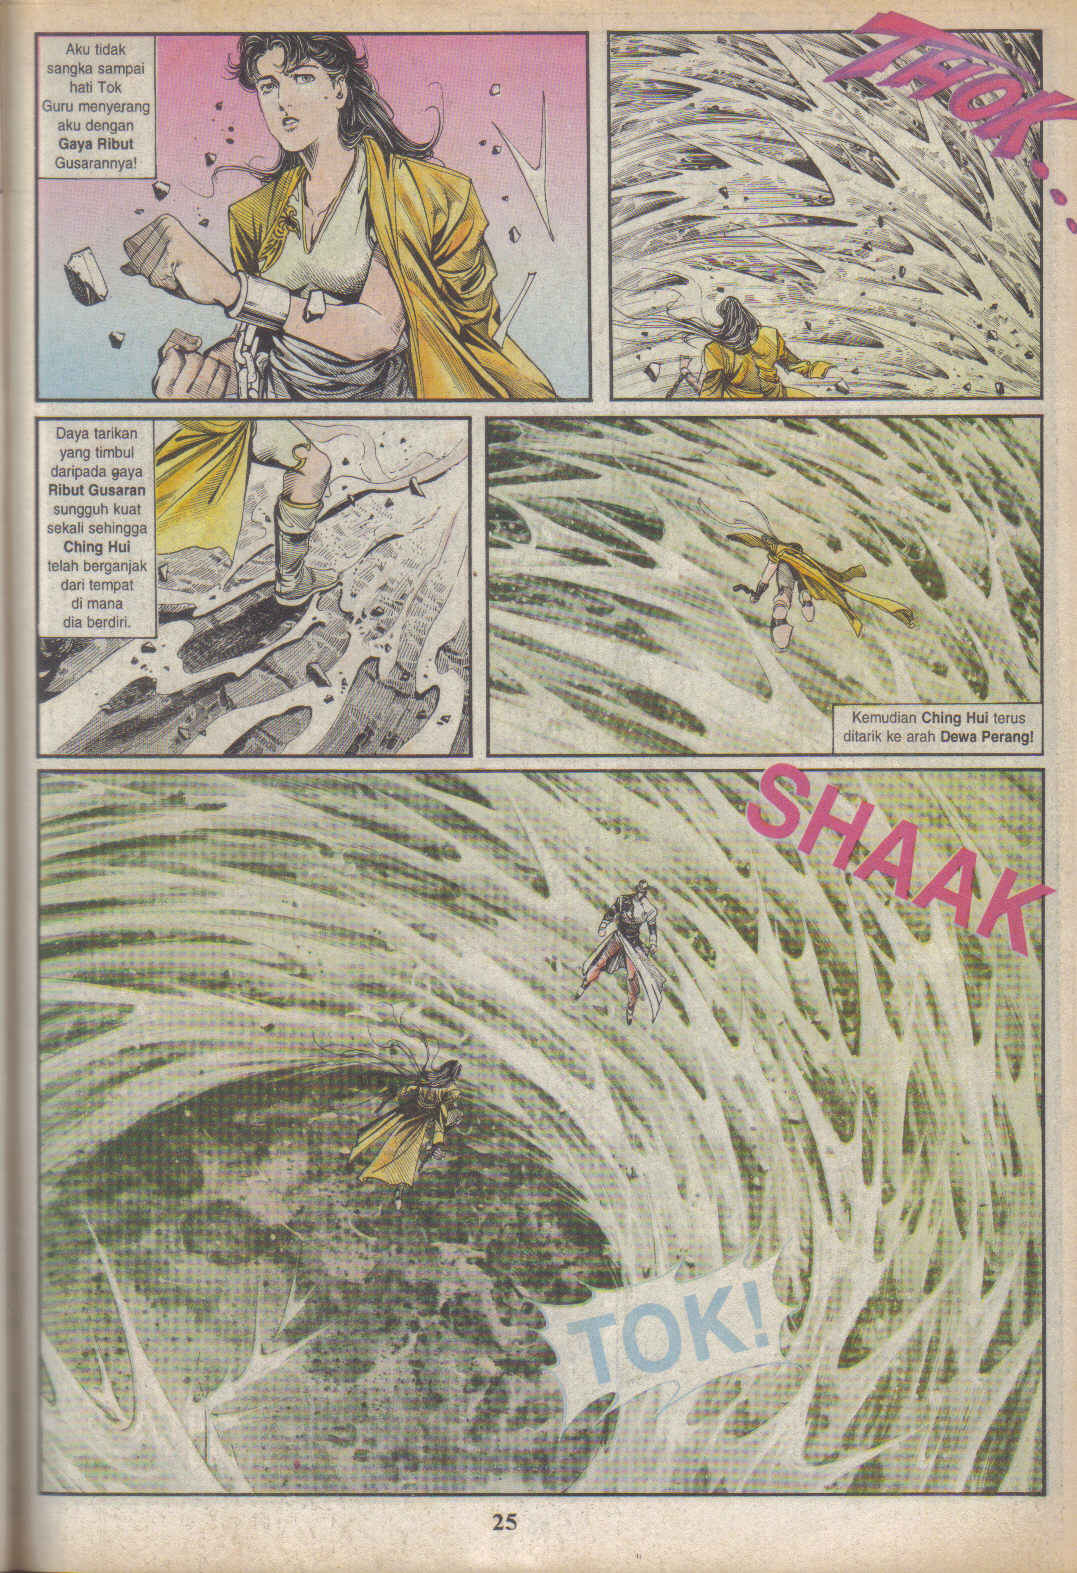 Aku tidak
sangka sampai
hati Tok
Guru menyerang
aku dengan
Gaya Ribut
Gusarannya!
THOK...
Daya tarikan
yang timbul
daripada gaya
Ribut Gusaran
sungguh kuat
sekali sehingga
Ching Hui
telah berganjak
dari tempat
di mana
dia berdiri.
Kemudian Ching Hui terus
ditarik ke arah Dewa Perang!
SHAAK
TOK!
25